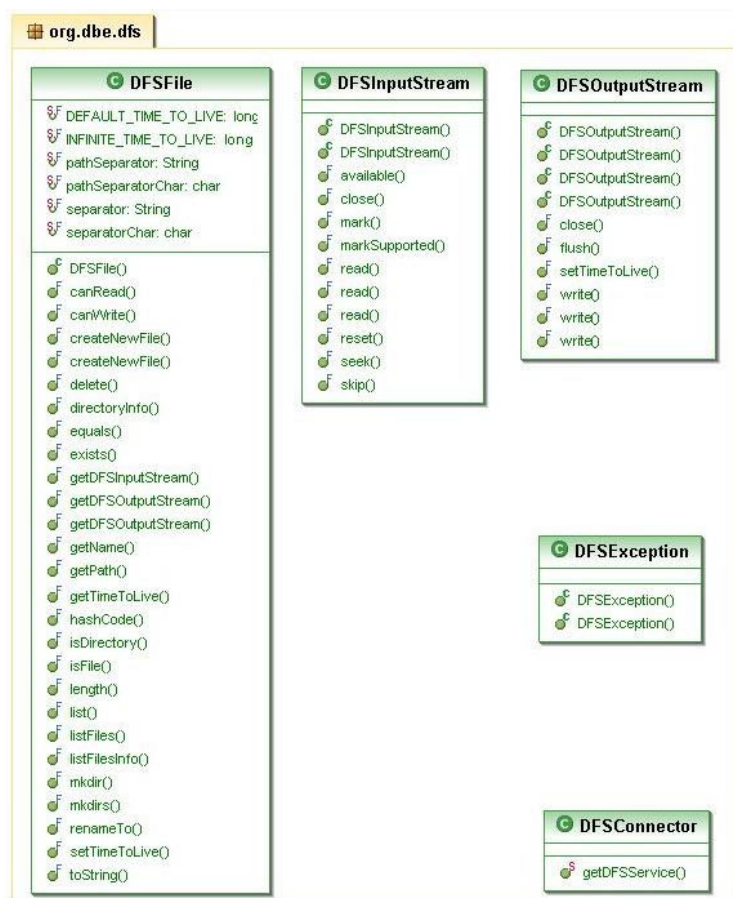 org.dbe.dfs
DFSFile
DEFAULT_TIME_TO_LIVE: long
INFINITE_TIME_TO_LIVE: long
pathSeparator: String
pathSeparatorChar: char
separator: String
separatorChar: char
DFSFile()
canRead()
canWrite()
createNewFile()
createNewFile()
delete()
directoryInfo()
equals()
exists()
getDFSInputStream()
getDFSOutputStream()
getDFSOutputStream()
getName()
getPath()
getTimeToLive()
hashCode()
isDirectory()
isFile()
length()
list()
listFiles()
listFilesInfo()
mkdir()
mkdirs()
renameTo()
setTimeToLive()
toString()
DFSInputStream
DFSInputStream()
DFSInputStream()
available()
close()
mark()
markSupported()
read()
read()
read()
reset()
seek()
skip()
DFSOutputStream
DFSOutputStream()
DFSOutputStream()
DFSOutputStream()
DFSOutputStream()
close()
flush()
setTimeToLive()
write()
write()
write()
DFSException
DFSException()
DFSException()
DFSConnector
getDFSService()